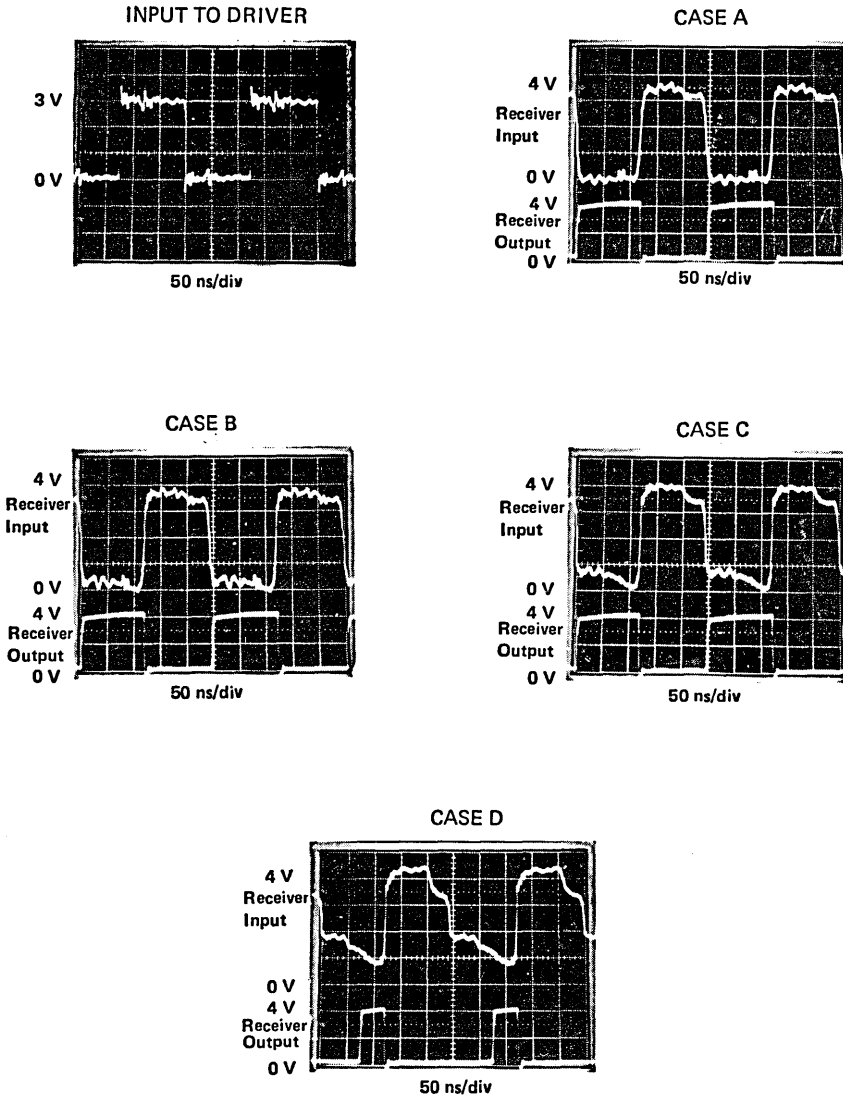 INPUT TO DRIVER
3 V
0 V
50 ns/div
CASE A
4 V
Receiver
Input
0 V
4 V
Receiver
Output
0 V
50 ns/div
CASE B
4 V
Receiver
Input
0 V
4 V
Receiver
Output
0 V
50 ns/div
CASE C
4 V
Receiver
Input
0 V
4 V
Receiver
Output
0 V
50 ns/div
CASE D
4 V
Receiver
Input
0 V
4 V
Receiver
Output
0 V
50 ns/div